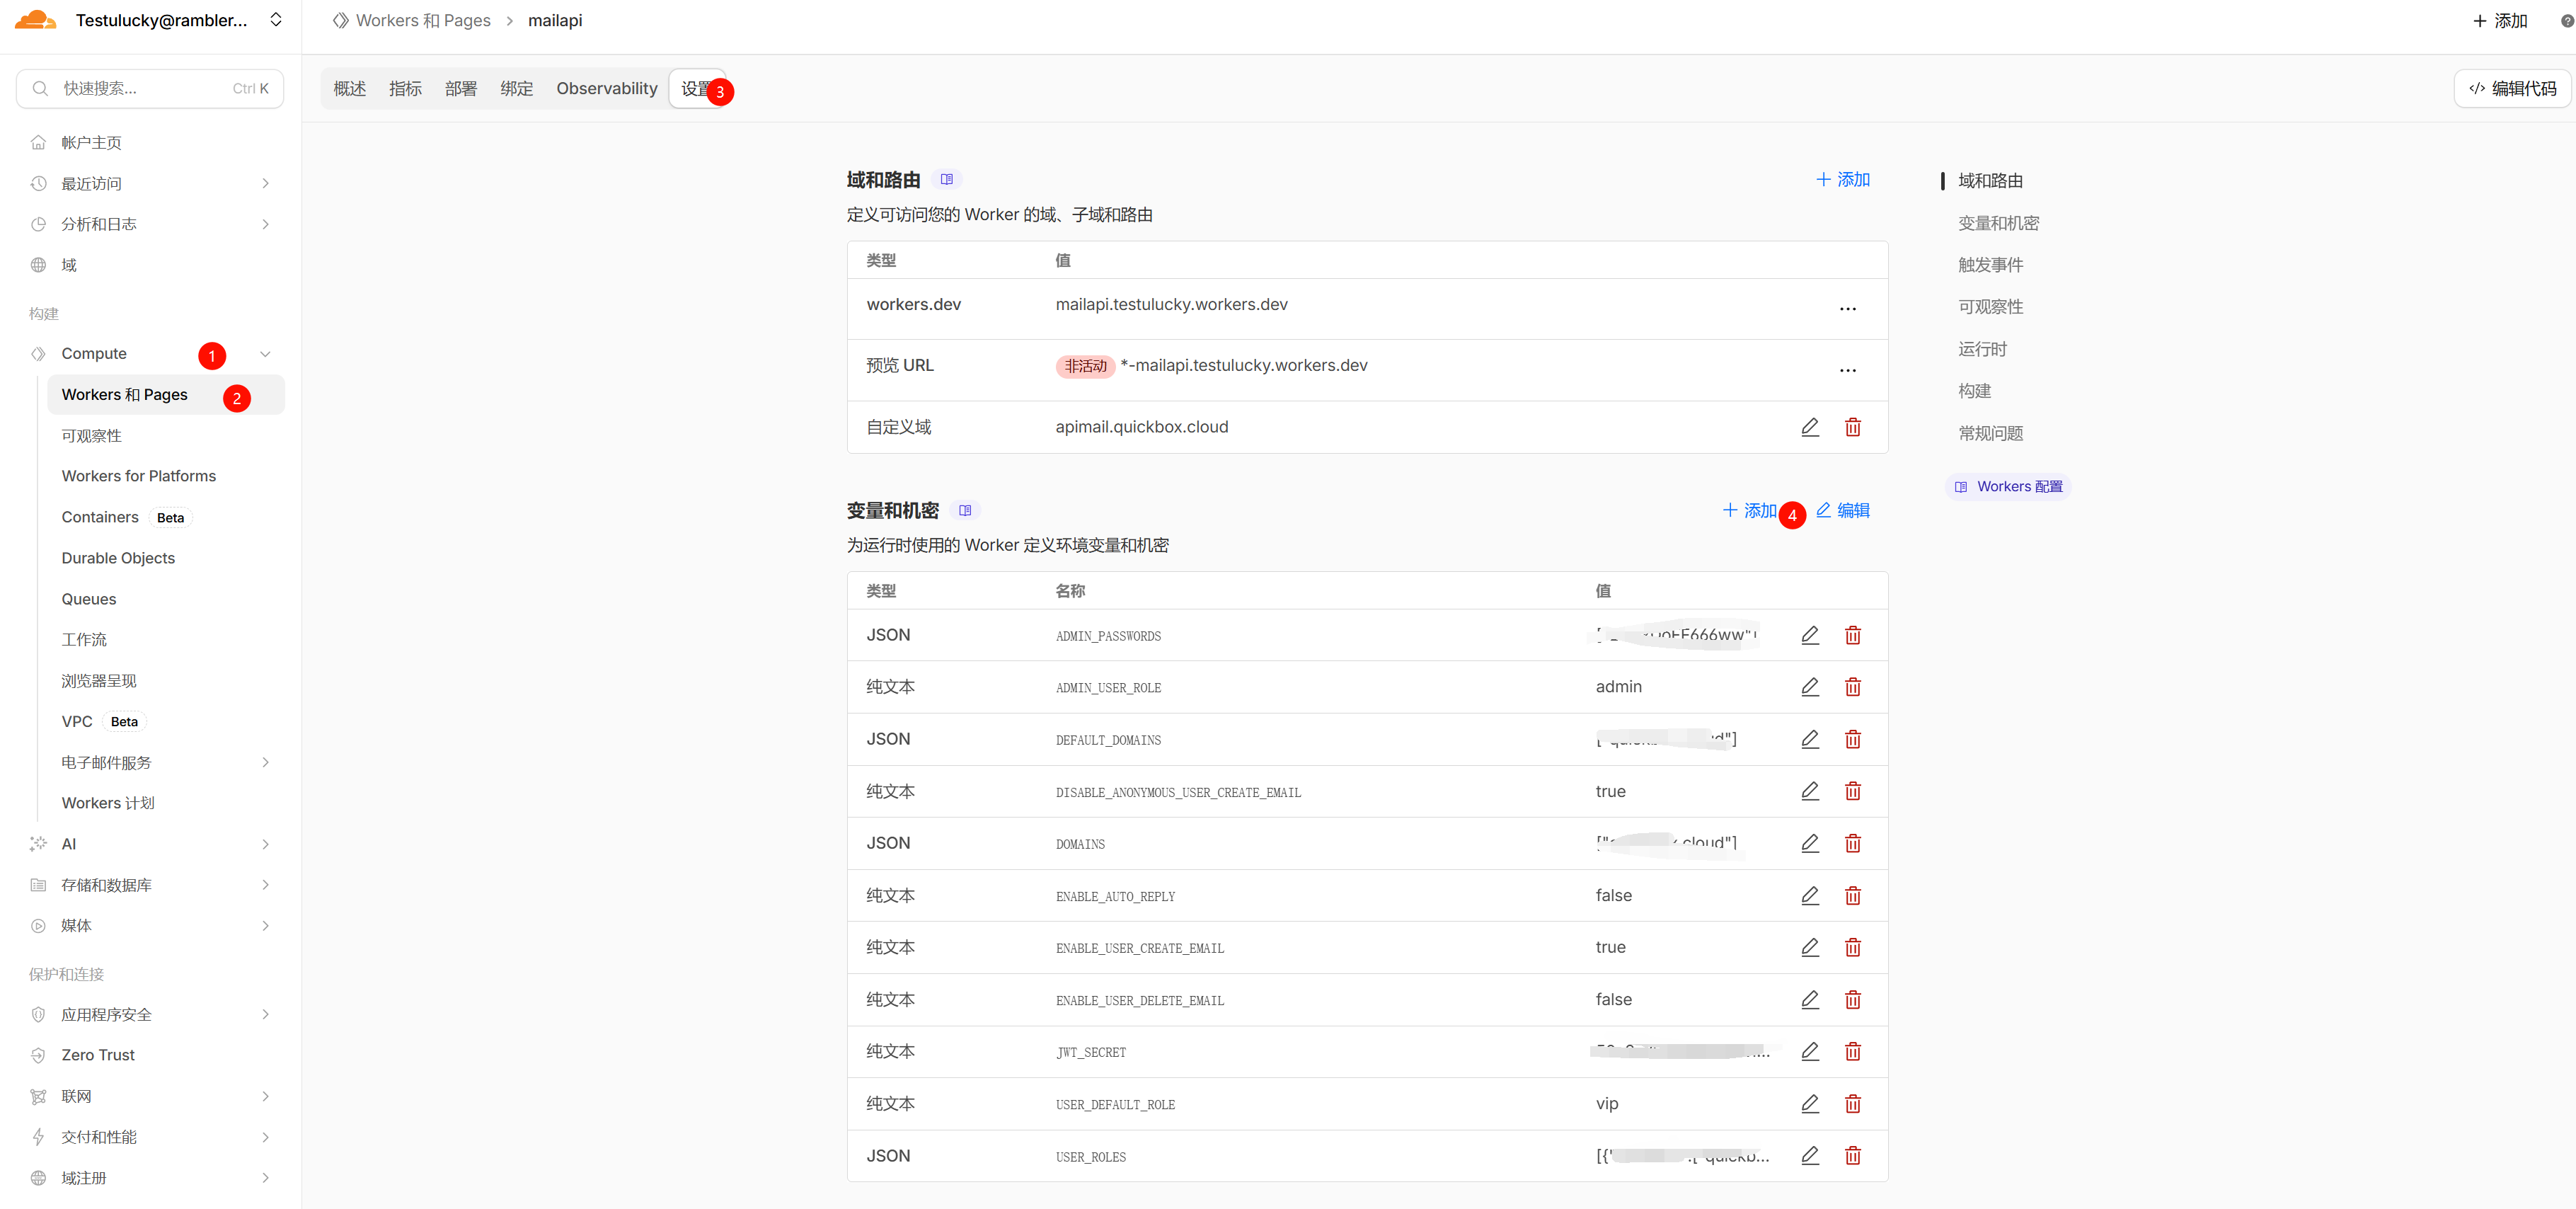 Testulucky@rambler...
Workers 和 Pages > mailapi
+ 添加
快速搜索... Ctrl K
概述 指标 部署 绑定 Observability 设置 3
编辑代码
帐户主页
最近访问
分析和日志
域
构建
Compute 1
Workers 和 Pages 2
可观察性
Workers for Platforms
Containers Beta
Durable Objects
Queues
工作流
浏览器呈现
VPC Beta
电子邮件服务
Workers 计划
AI
存储和数据库
媒体
保护和连接
应用程序安全
Zero Trust
联网
交付和性能
域注册
域和路由 + 添加
定义可访问您的 Worker 的域、子域和路由
类型 值
workers.dev mailapi.testulucky.workers.dev ...
预览 URL 非活动 *-mailapi.testulucky.workers.dev ...
自定义域 apimail.quickbox.cloud
变量和机密 + 添加 4 编辑
为运行时使用的 Worker 定义环境变量和机密
类型 名称 值
JSON ADMIN_PASSWORDS
纯文本 ADMIN_USER_ROLE admin
JSON DEFAULT_DOMAINS
纯文本 DISABLE_ANONYMOUS_USER_CREATE_EMAIL true
JSON DOMAINS
纯文本 ENABLE_AUTO_REPLY false
纯文本 ENABLE_USER_CREATE_EMAIL true
纯文本 ENABLE_USER_DELETE_EMAIL false
纯文本 JWT_SECRET
纯文本 USER_DEFAULT_ROLE vip
JSON USER_ROLES
域和路由
变量和机密
触发事件
可观察性
运行时
构建
常规问题
Workers 配置